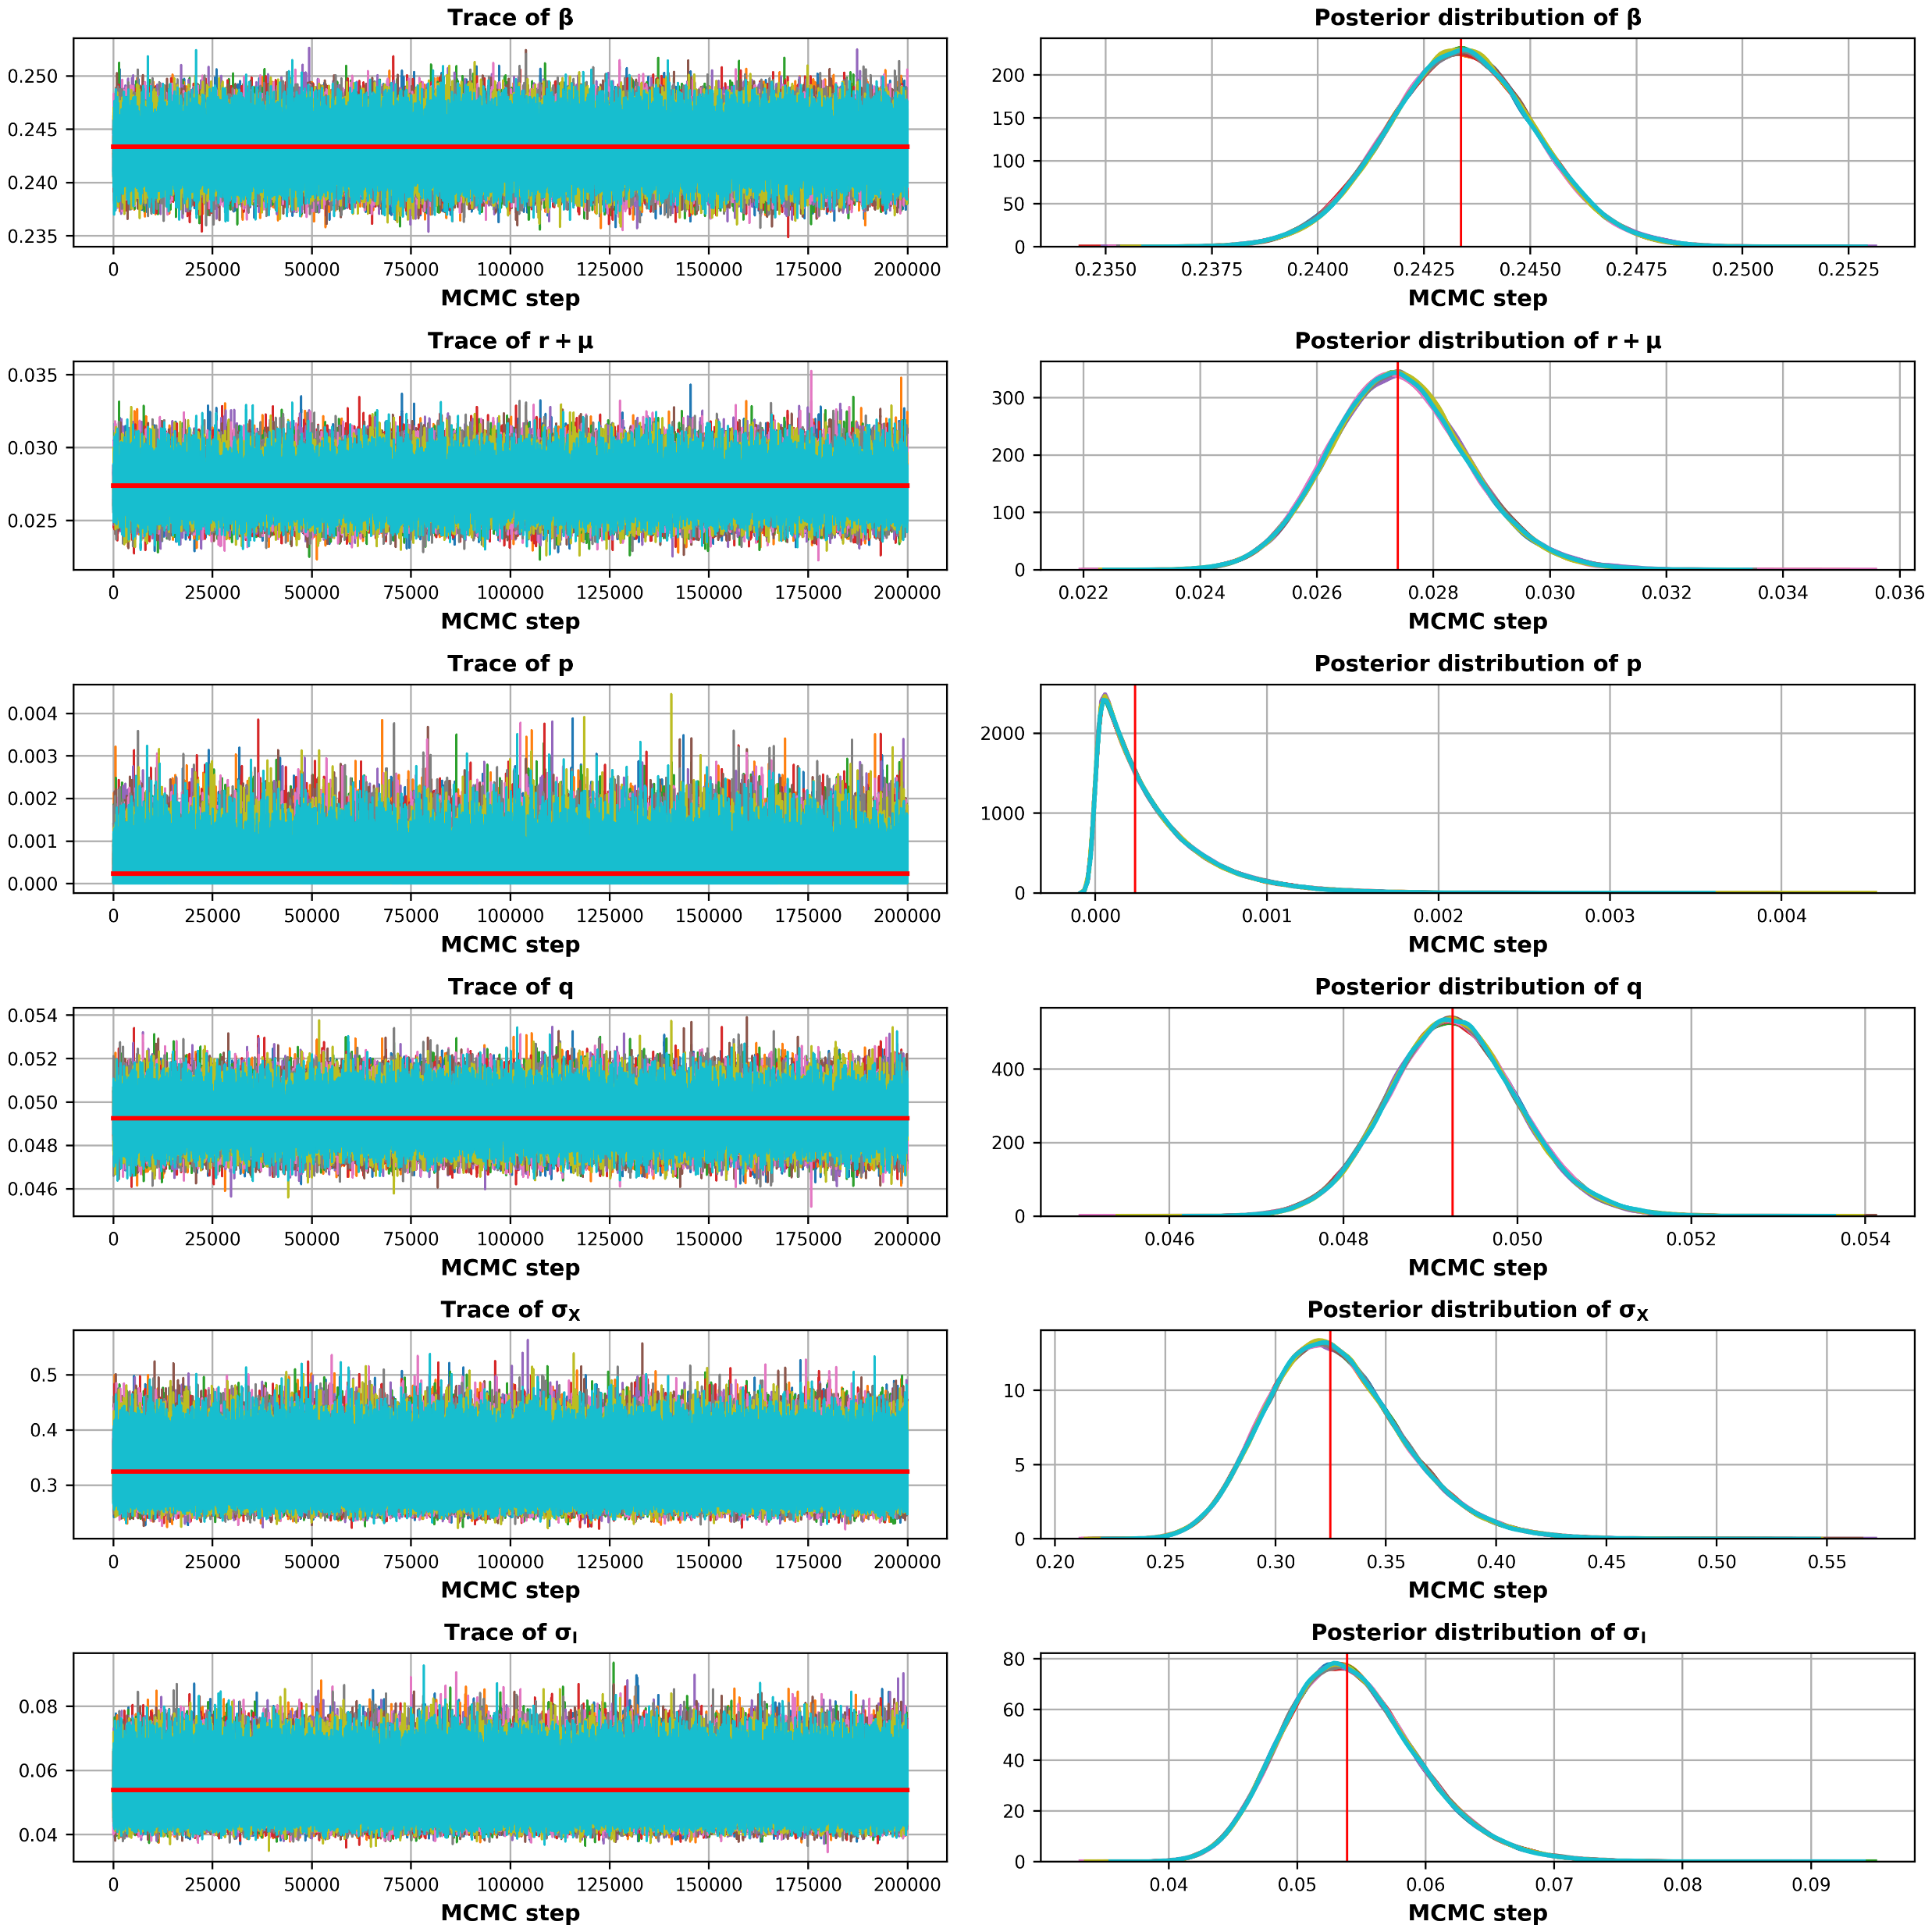 Trace of β
Posterior distribution of β
0.250
0.245
0.240
0.235
200
150
100
50
0
0 25000 50000 75000 100000 125000 150000 175000 200000
0.2350 0.2375 0.2400 0.2425 0.2450 0.2475 0.2500 0.2525
MCMC step
MCMC step
Trace of r + μ
Posterior distribution of r + μ
0.035
0.030
0.025
300
200
100
0
0 25000 50000 75000 100000 125000 150000 175000 200000
0.022 0.024 0.026 0.028 0.030 0.032 0.034 0.036
MCMC step
MCMC step
Trace of p
Posterior distribution of p
0.004
0.003
0.002
0.001
0.000
2000
1000
0
0 25000 50000 75000 100000 125000 150000 175000 200000
0.000 0.001 0.002 0.003 0.004
MCMC step
MCMC step
Trace of q
Posterior distribution of q
0.054
0.052
0.050
0.048
0.046
400
200
0
0 25000 50000 75000 100000 125000 150000 175000 200000
0.046 0.048 0.050 0.052 0.054
MCMC step
MCMC step
Trace of σX
Posterior distribution of σX
0.5
0.4
0.3
10
5
0
0 25000 50000 75000 100000 125000 150000 175000 200000
0.20 0.25 0.30 0.35 0.40 0.45 0.50 0.55
MCMC step
MCMC step
Trace of σI
Posterior distribution of σI
0.08
0.06
0.04
80
60
40
20
0
0 25000 50000 75000 100000 125000 150000 175000 200000
0.04 0.05 0.06 0.07 0.08 0.09
MCMC step
MCMC step